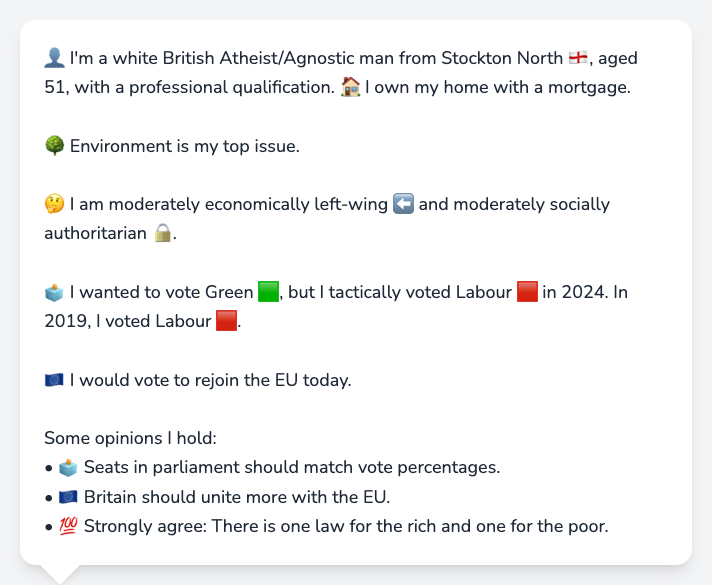 👤 I'm a white British Atheist/Agnostic man from Stockton North 🏴󠁧󠁢󠁥󠁮󠁧󠁿, aged
51, with a professional qualification. 🏠 I own my home with a mortgage.
🌳 Environment is my top issue.
🤔 I am moderately economically left-wing ⬅️ and moderately socially
authoritarian 🔒.
🗳️ I wanted to vote Green 🟩, but I tactically voted Labour 🟥 in 2024. In
2019, I voted Labour 🟥.
🇪🇺 I would vote to rejoin the EU today.
Some opinions I hold:
• 🗳️ Seats in parliament should match vote percentages.
• 🇪🇺 Britain should unite more with the EU.
• 💯 Strongly agree: There is one law for the rich and one for the poor.